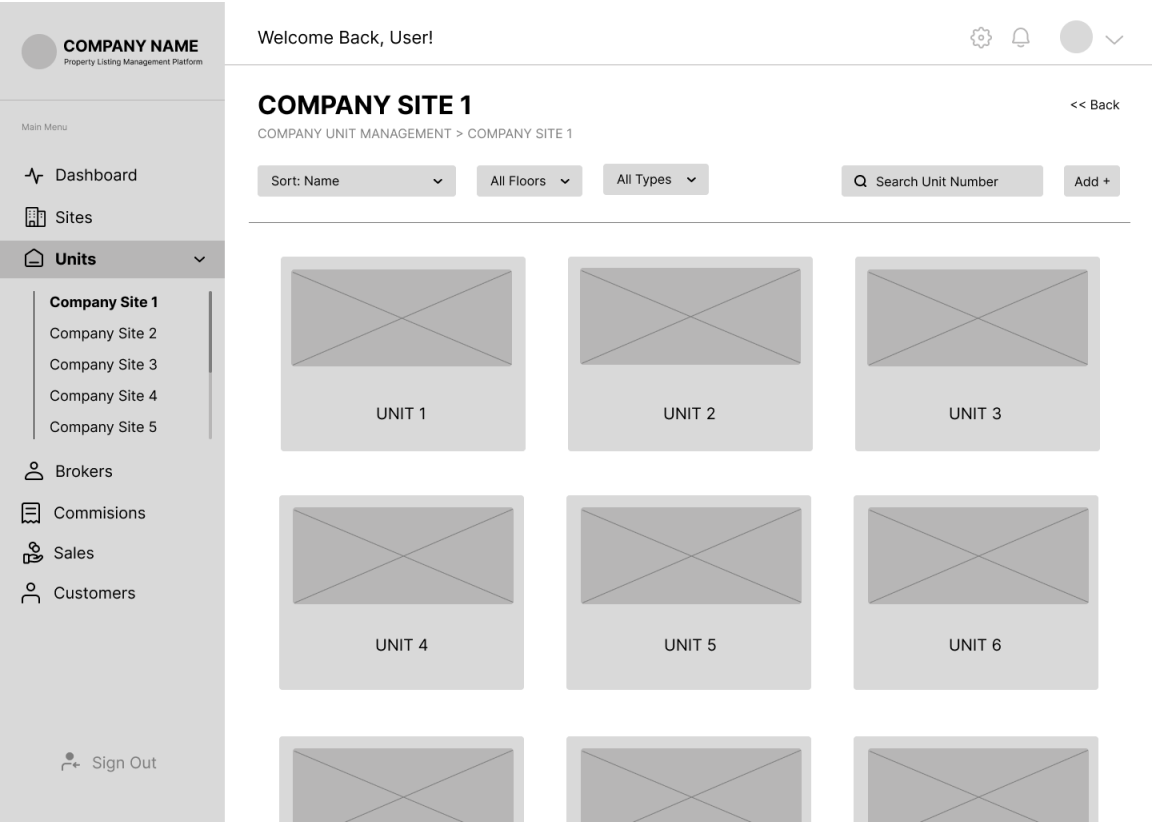 COMPANY NAME
Property Listing Management Platform
Main Menu
Dashboard
Sites
Units
Company Site 1
Company Site 2
Company Site 3
Company Site 4
Company Site 5
Brokers
Commisions
Sales
Customers
Sign Out
Welcome Back, User!
COMPANY SITE 1
<< Back
COMPANY UNIT MANAGEMENT > COMPANY SITE 1
Sort: Name
All Floors
All Types
Search Unit Number
Add +
UNIT 1
UNIT 2
UNIT 3
UNIT 4
UNIT 5
UNIT 6